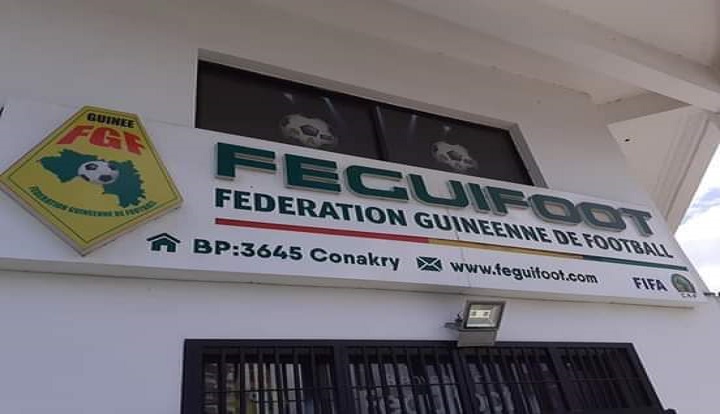 GUINEE
FGF
FEDERATION GUINEENNE DE FOOTBALL
FEGUIFOOT
FEDERATION GUINEENNE DE FOOTBALL
BP:3645 Conakry
www.feguifoot.com
FIFA
CAF